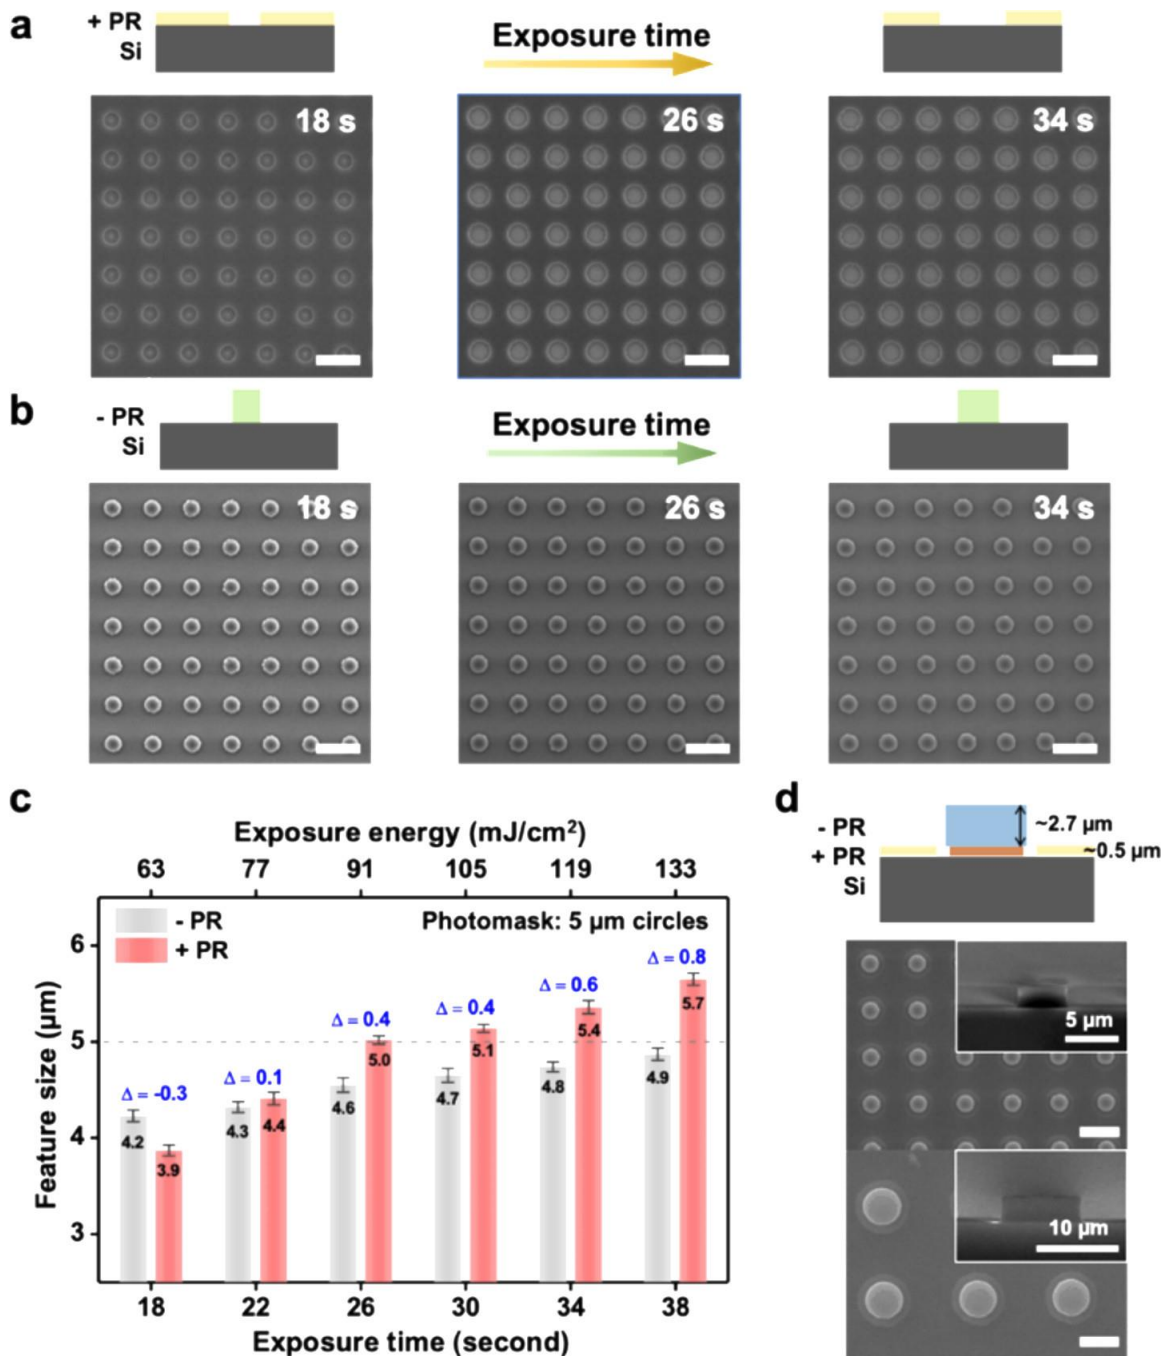 a
+ PR
Si
Exposure time
18 s
26 s
34 s
b
- PR
Si
Exposure time
18 s
26 s
34 s
c
Exposure energy (mJ/cm²)
63 77 91 105 119 133
- PR
+ PR
Photomask: 5 μm circles
Feature size (μm)
6
5
4
3
Δ = -0.3
Δ = 0.1
Δ = 0.4
Δ = 0.4
Δ = 0.6
Δ = 0.8
4.2
3.9
4.3
4.4
4.6
5.0
4.7
5.1
4.8
5.4
4.9
5.7
18 22 26 30 34 38
Exposure time (second)
d
- PR
+ PR
Si
~2.7 μm
~0.5 μm
5 μm
10 μm